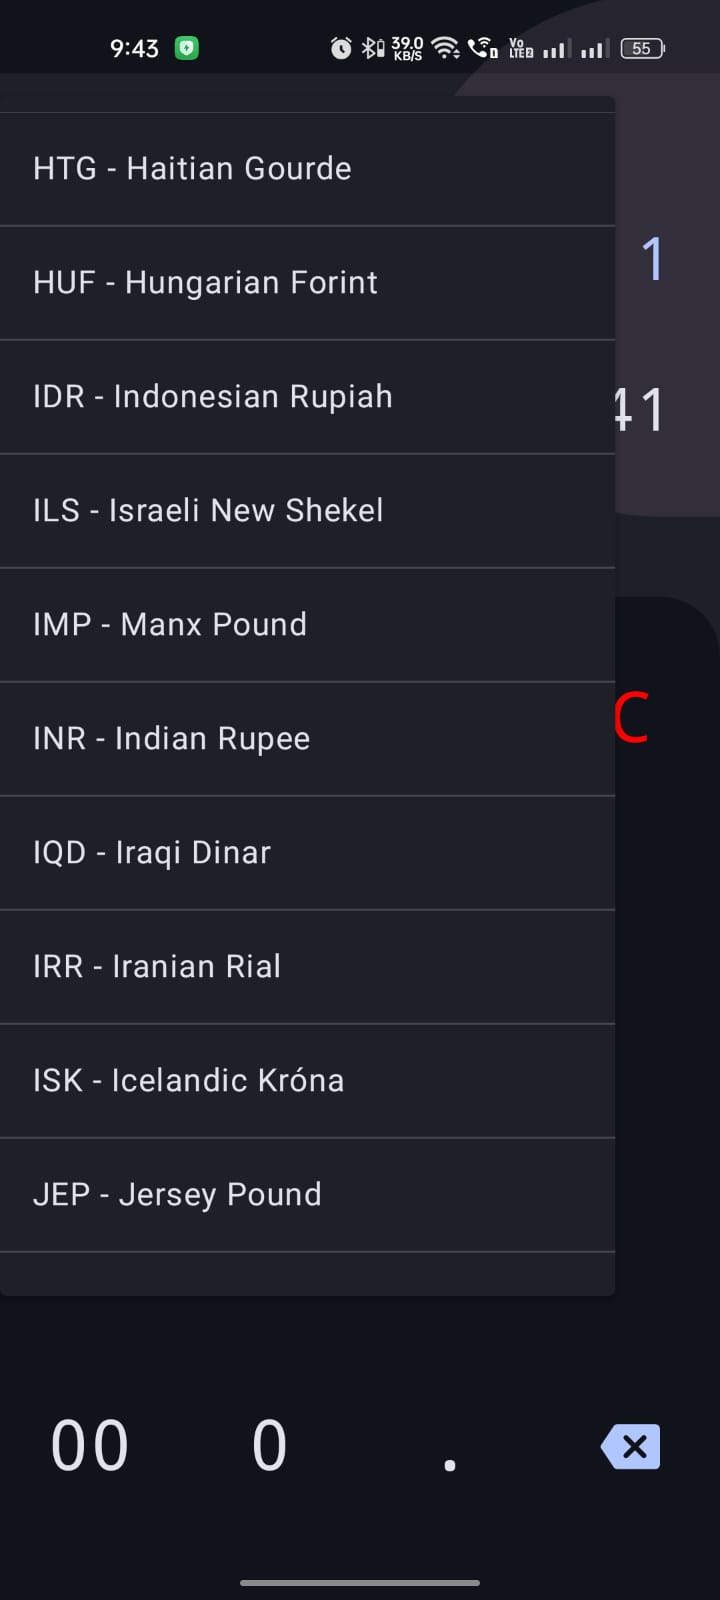 9:43 39.0 KB/S Vo LTE2 55
HTG - Haitian Gourde
1
HUF - Hungarian Forint
IDR - Indonesian Rupiah
41
ILS - Israeli New Shekel
IMP - Manx Pound
C
INR - Indian Rupee
IQD - Iraqi Dinar
IRR - Iranian Rial
ISK - Icelandic Króna
JEP - Jersey Pound
00 0 .